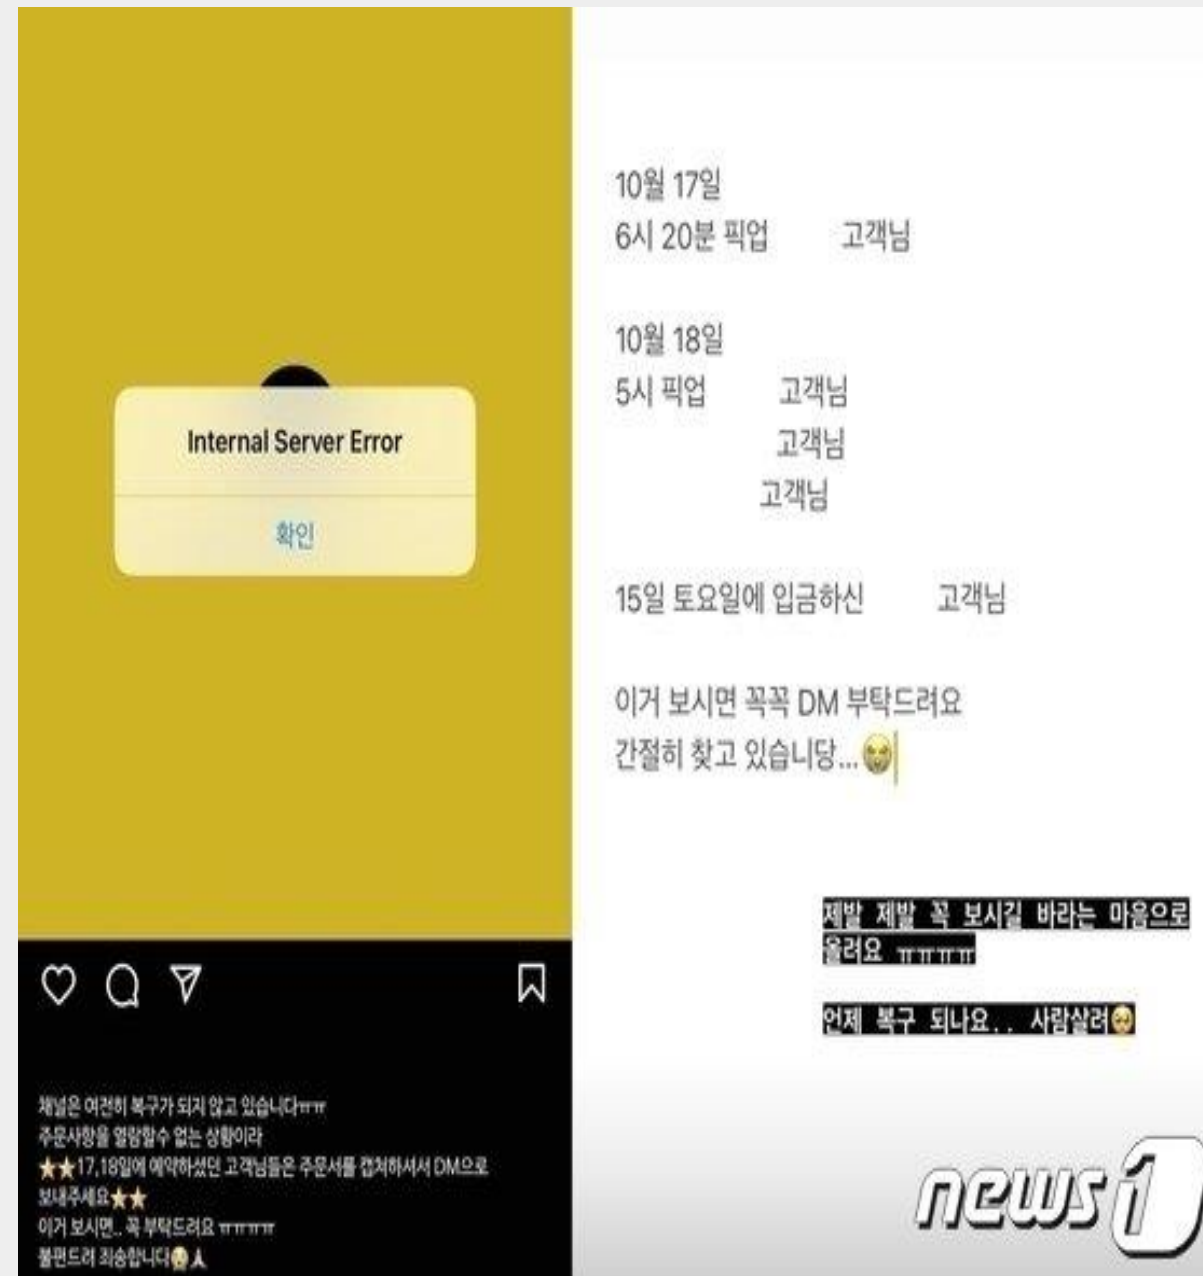 Internal Server Error
확인
채널은 여전히 복구가 되지 않고 있습니다ㅠㅠ
주문사항을 열람할수 없는 상황이라
★★17,18일에 예약하셨던 고객님들은 주문서를 캡처하셔서 DM으로
보내주세요★★
이거 보시면.. 꼭 부탁드려요 ㅠㅠㅠㅠ
불편드려 죄송합니다😭🙏
10월 17일
6시 20분 픽업 고객님
10월 18일
5시 픽업 고객님
고객님
고객님
15일 토요일에 입금하신 고객님
이거 보시면 꼭꼭 DM 부탁드려요
간절히 찾고 있습니당...😭
제발 제발 꼭 보시길 바라는 마음으로
올려요 ㅠㅠㅠㅠ
언제 복구 되나요.. 사람살려🥺
news1